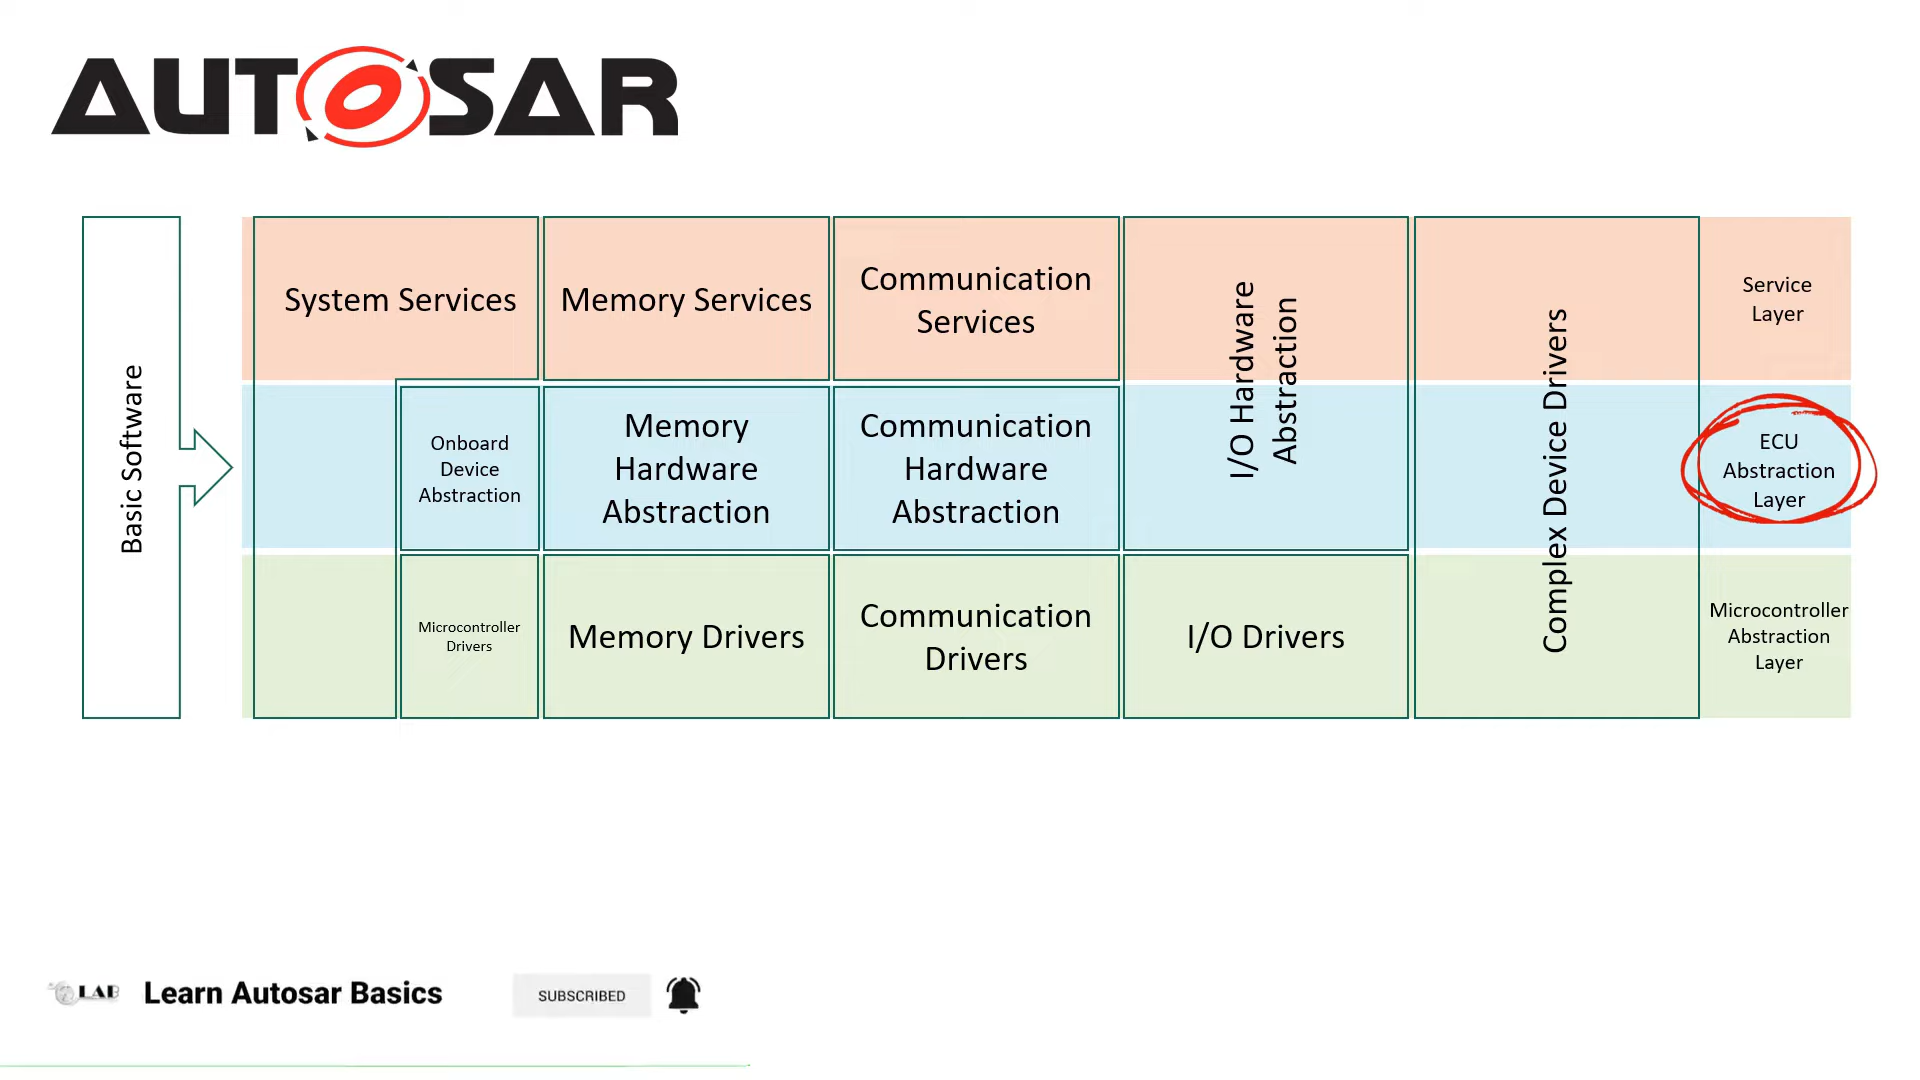 AUTOSAR
Basic Software
System Services
Memory Services
Communication
Services
I/O Hardware
Abstraction
Complex Device Drivers
Service
Layer
Onboard
Device
Abstraction
Memory
Hardware
Abstraction
Communication
Hardware
Abstraction
ECU
Abstraction
Layer
Microcontroller
Drivers
Memory Drivers
Communication
Drivers
I/O Drivers
Microcontroller
Abstraction
Layer
LAB
Learn Autosar Basics
SUBSCRIBED